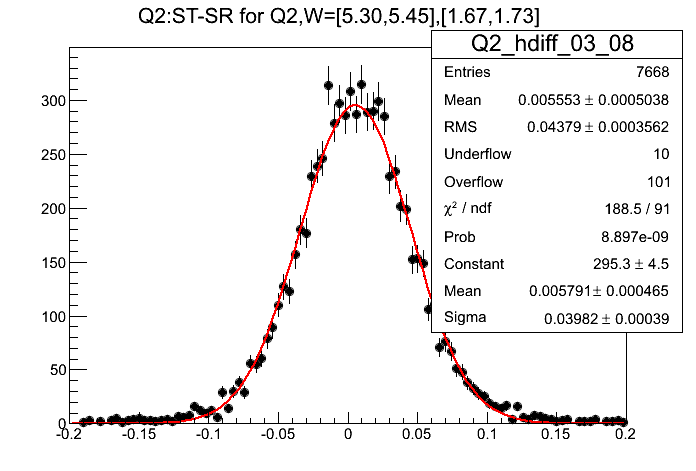 Q2:ST-SR for Q2,W=[5.30,5.45],[1.67,1.73]
Q2_hdiff_03_08
Entries 7668
Mean 0.005553 ± 0.0005038
RMS 0.04379 ± 0.0003562
Underflow 10
Overflow 101
χ² / ndf 188.5 / 91
Prob 8.897e-09
Constant 295.3 ± 4.5
Mean 0.005791 ± 0.000465
Sigma 0.03982 ± 0.00039
300
250
200
150
100
50
0
-0.2 -0.15 -0.1 -0.05 0 0.05 0.1 0.15 0.2